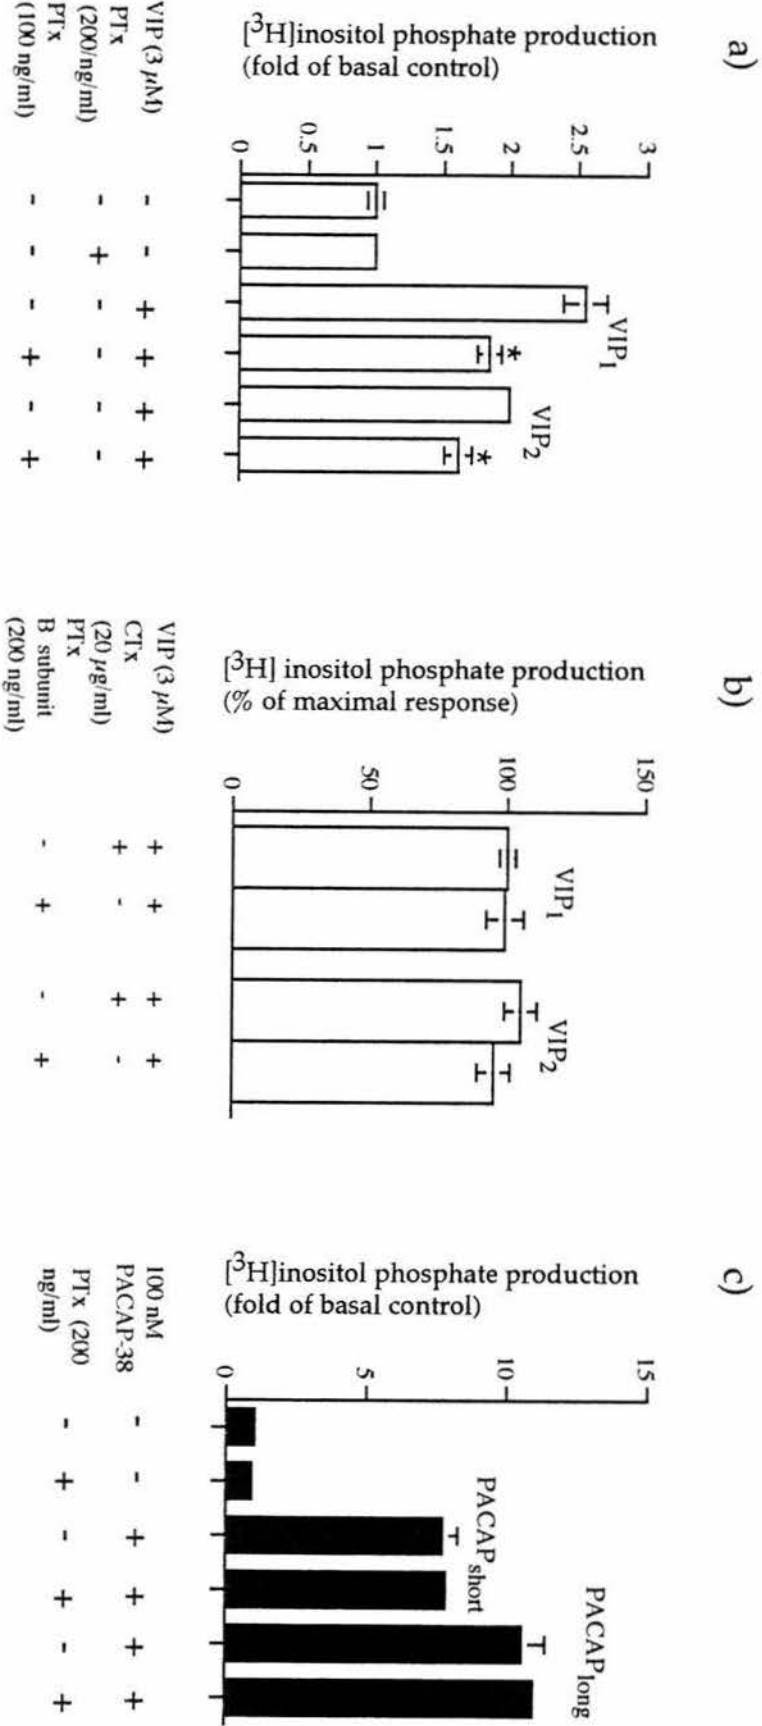 a)
[3H]inositol phosphate production
(fold of basal control)
3
2.5
2
1.5
1
0.5
0
VIP1
VIP2
*
*
VIP (3 µM) - - + + + +
PTx
(200/ng/ml) - + - - - -
PTx
(100 ng/ml) - - - + - +
b)
[3H] inositol phosphate production
(% of maximal response)
150
100
50
0
VIP1
VIP2
VIP (3 µM) + + + +
CTx
(20 µg/ml) + - + -
PTx
B subunit
(200 ng/ml) - + - +
c)
[3H]inositol phosphate production
(fold of basal control)
15
10
5
0
PACAPshort
PACAPlong
100 nM
PACAP-38 - - + + + +
PTx (200
ng/ml) - + - + - +